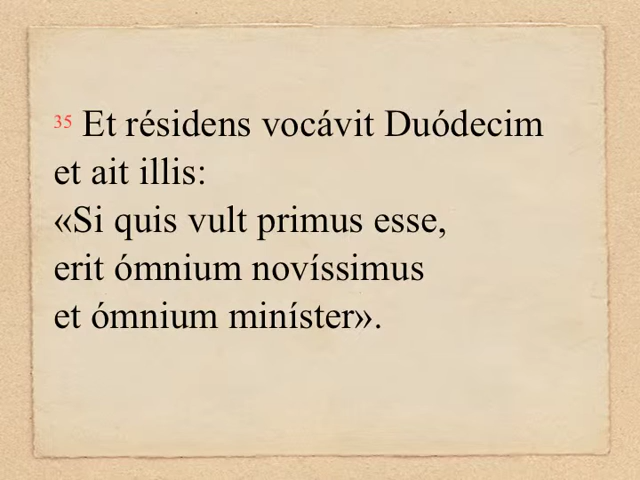 35 Et résidens vocávit Duódecim
et ait illis:
«Si quis vult primus esse,
erit ómnium novíssimus
et ómnium miníster».